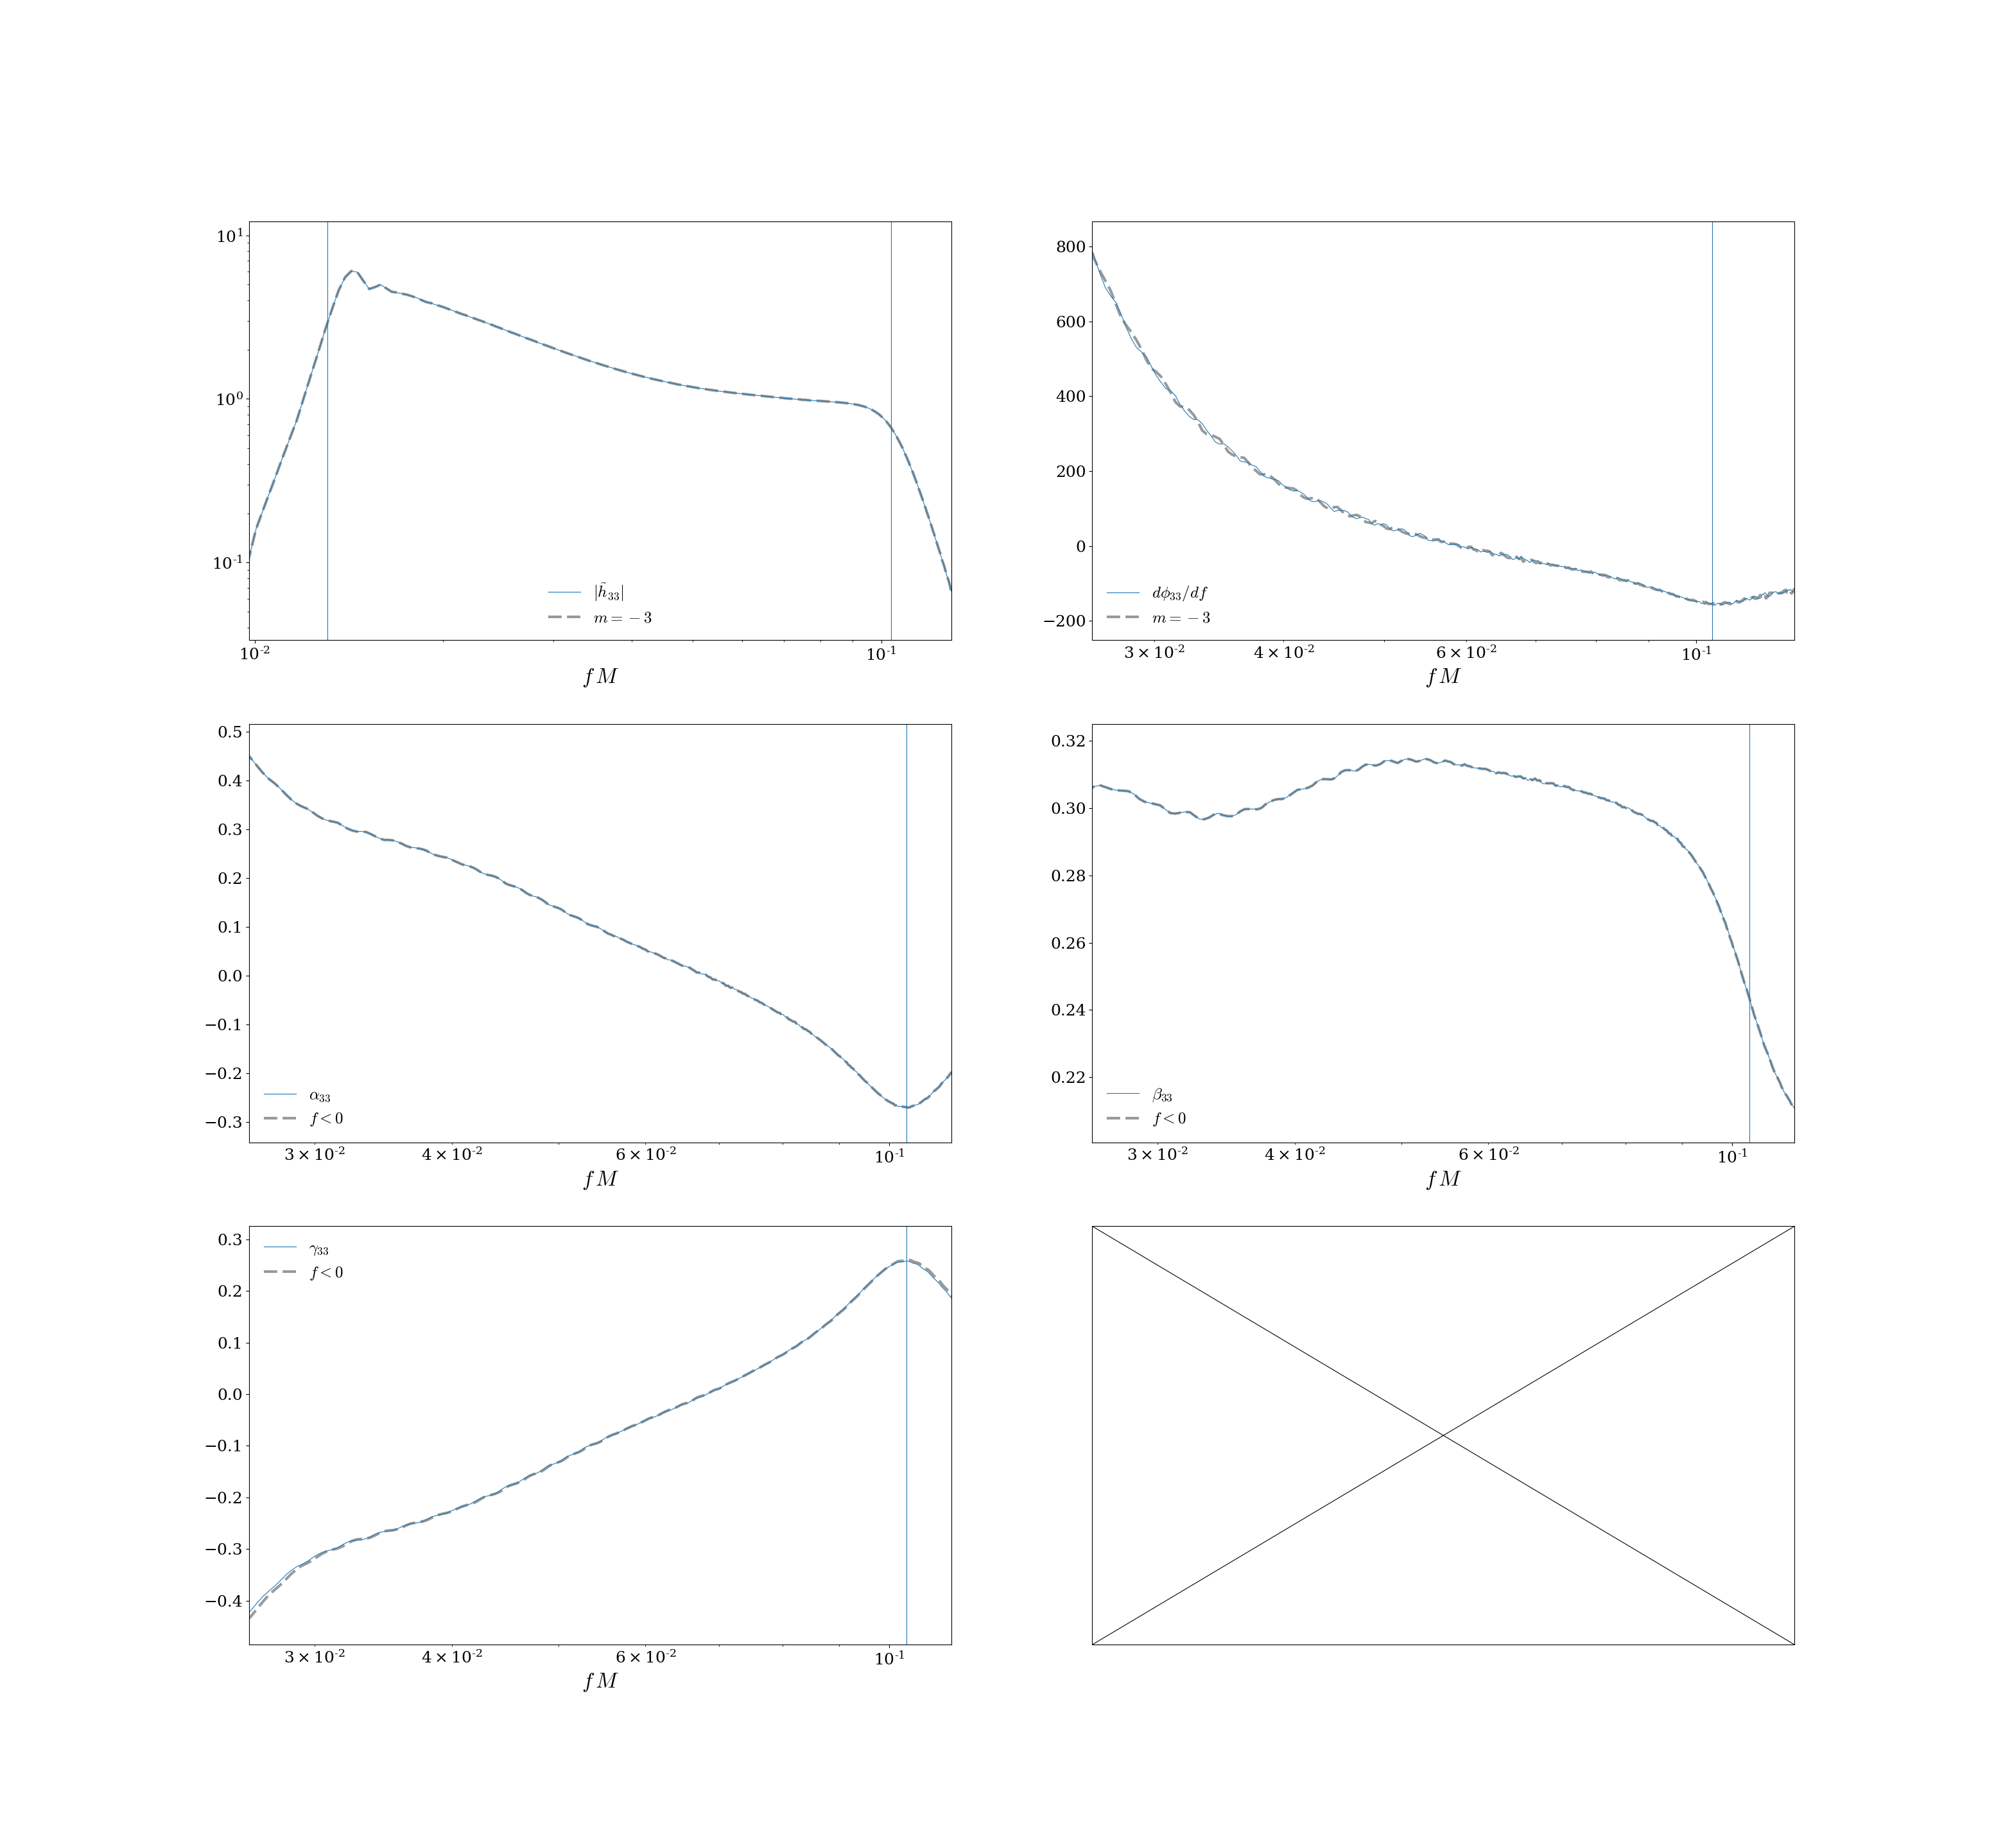 10¹
10⁰
10⁻¹
|h̃₃₃|
m = −3
10⁻² 10⁻¹
f M
800
600
400
200
0
−200
dϕ₃₃/df
m = −3
3 × 10⁻² 4 × 10⁻² 6 × 10⁻² 10⁻¹
f M
0.5
0.4
0.3
0.2
0.1
0.0
−0.1
−0.2
−0.3
α₃₃
f < 0
3 × 10⁻² 4 × 10⁻² 6 × 10⁻² 10⁻¹
f M
0.32
0.30
0.28
0.26
0.24
0.22
β₃₃
f < 0
3 × 10⁻² 4 × 10⁻² 6 × 10⁻² 10⁻¹
f M
0.3
0.2
0.1
0.0
−0.1
−0.2
−0.3
−0.4
γ₃₃
f < 0
3 × 10⁻² 4 × 10⁻² 6 × 10⁻² 10⁻¹
f M